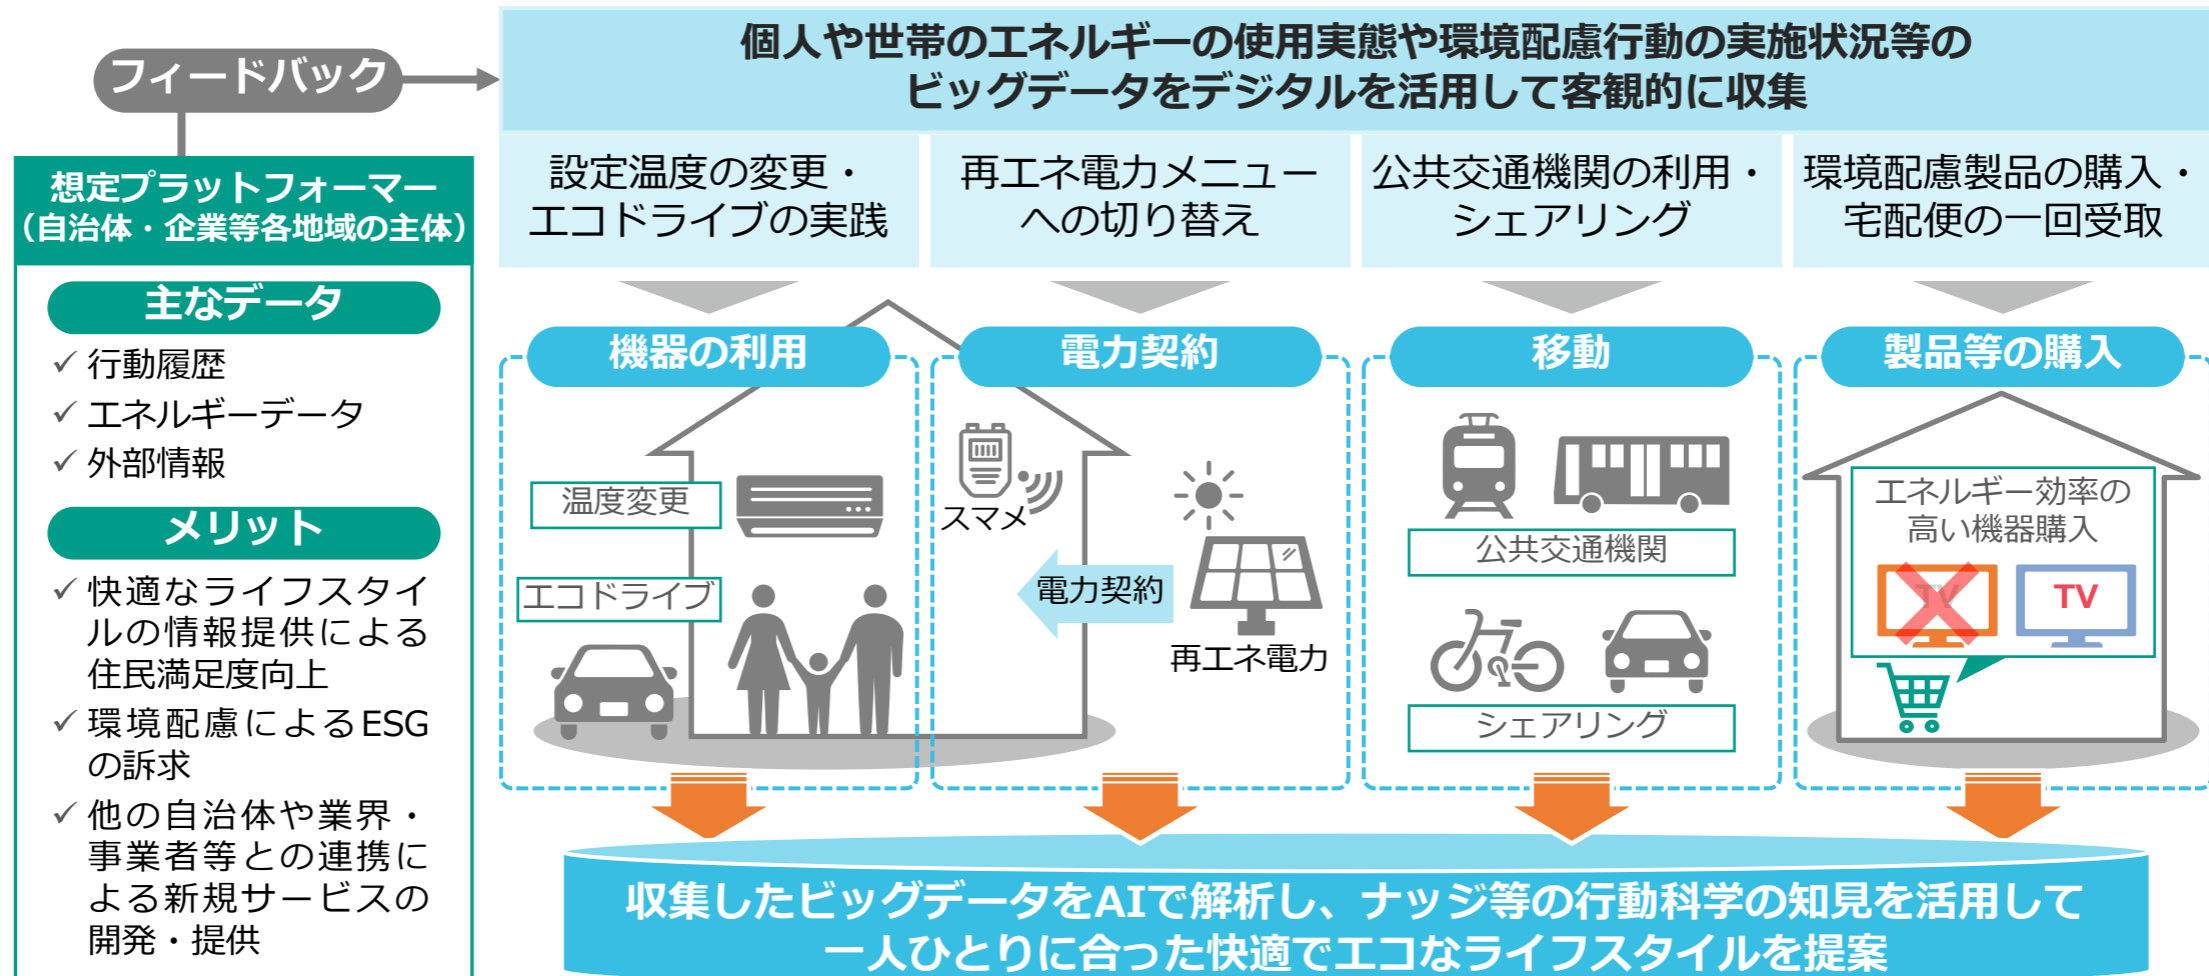 個人や世帯のエネルギーの使用実態や環境配慮行動の実施状況等の
ビッグデータをデジタルを活用して客観的に収集
フィードバック
想定プラットフォーマー
（自治体・企業等各地域の主体）
主なデータ
✓ 行動履歴
✓ エネルギーデータ
✓ 外部情報
メリット
✓ 快適なライフスタイ
ルの情報提供による
住民満足度向上
✓ 環境配慮によるESG
の訴求
✓ 他の自治体や業界・
事業者等との連携に
よる新規サービスの
開発・提供
設定温度の変更・
エコドライブの実践
再エネ電力メニュー
への切り替え
公共交通機関の利用・
シェアリング
環境配慮製品の購入・
宅配便の一回受取
機器の利用
温度変更
エコドライブ
電力契約
スマメ
電力契約
再エネ電力
移動
公共交通機関
シェアリング
製品等の購入
エネルギー効率の
高い機器購入
TV
TV
収集したビッグデータをAIで解析し、ナッジ等の行動科学の知見を活用して
一人ひとりに合った快適でエコなライフスタイルを提案